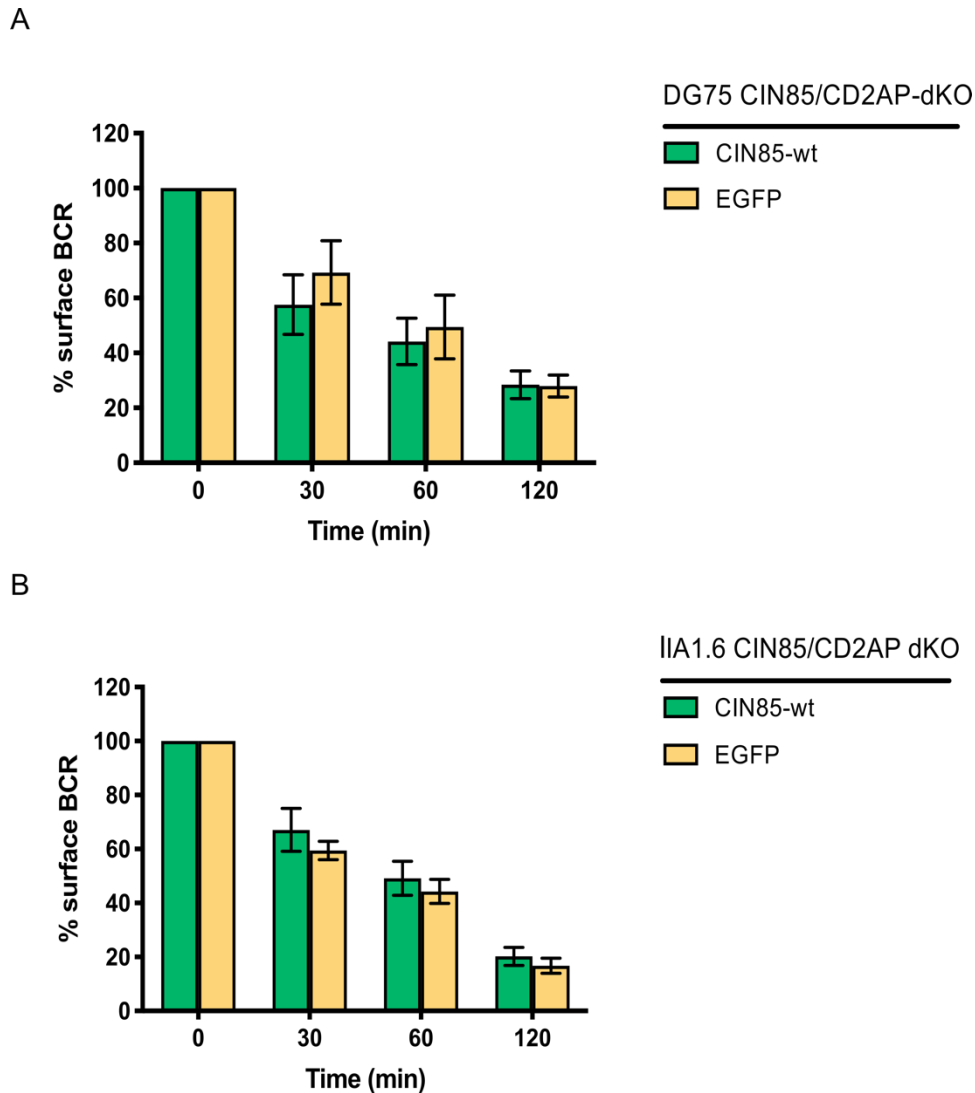 A
DG75 CIN85/CD2AP-dKO
CIN85-wt
EGFP
120
100
80
60
40
20
0
% surface BCR
0 30 60 120
Time (min)
B
IIA1.6 CIN85/CD2AP dKO
CIN85-wt
EGFP
120
100
80
60
40
20
0
% surface BCR
0 30 60 120
Time (min)